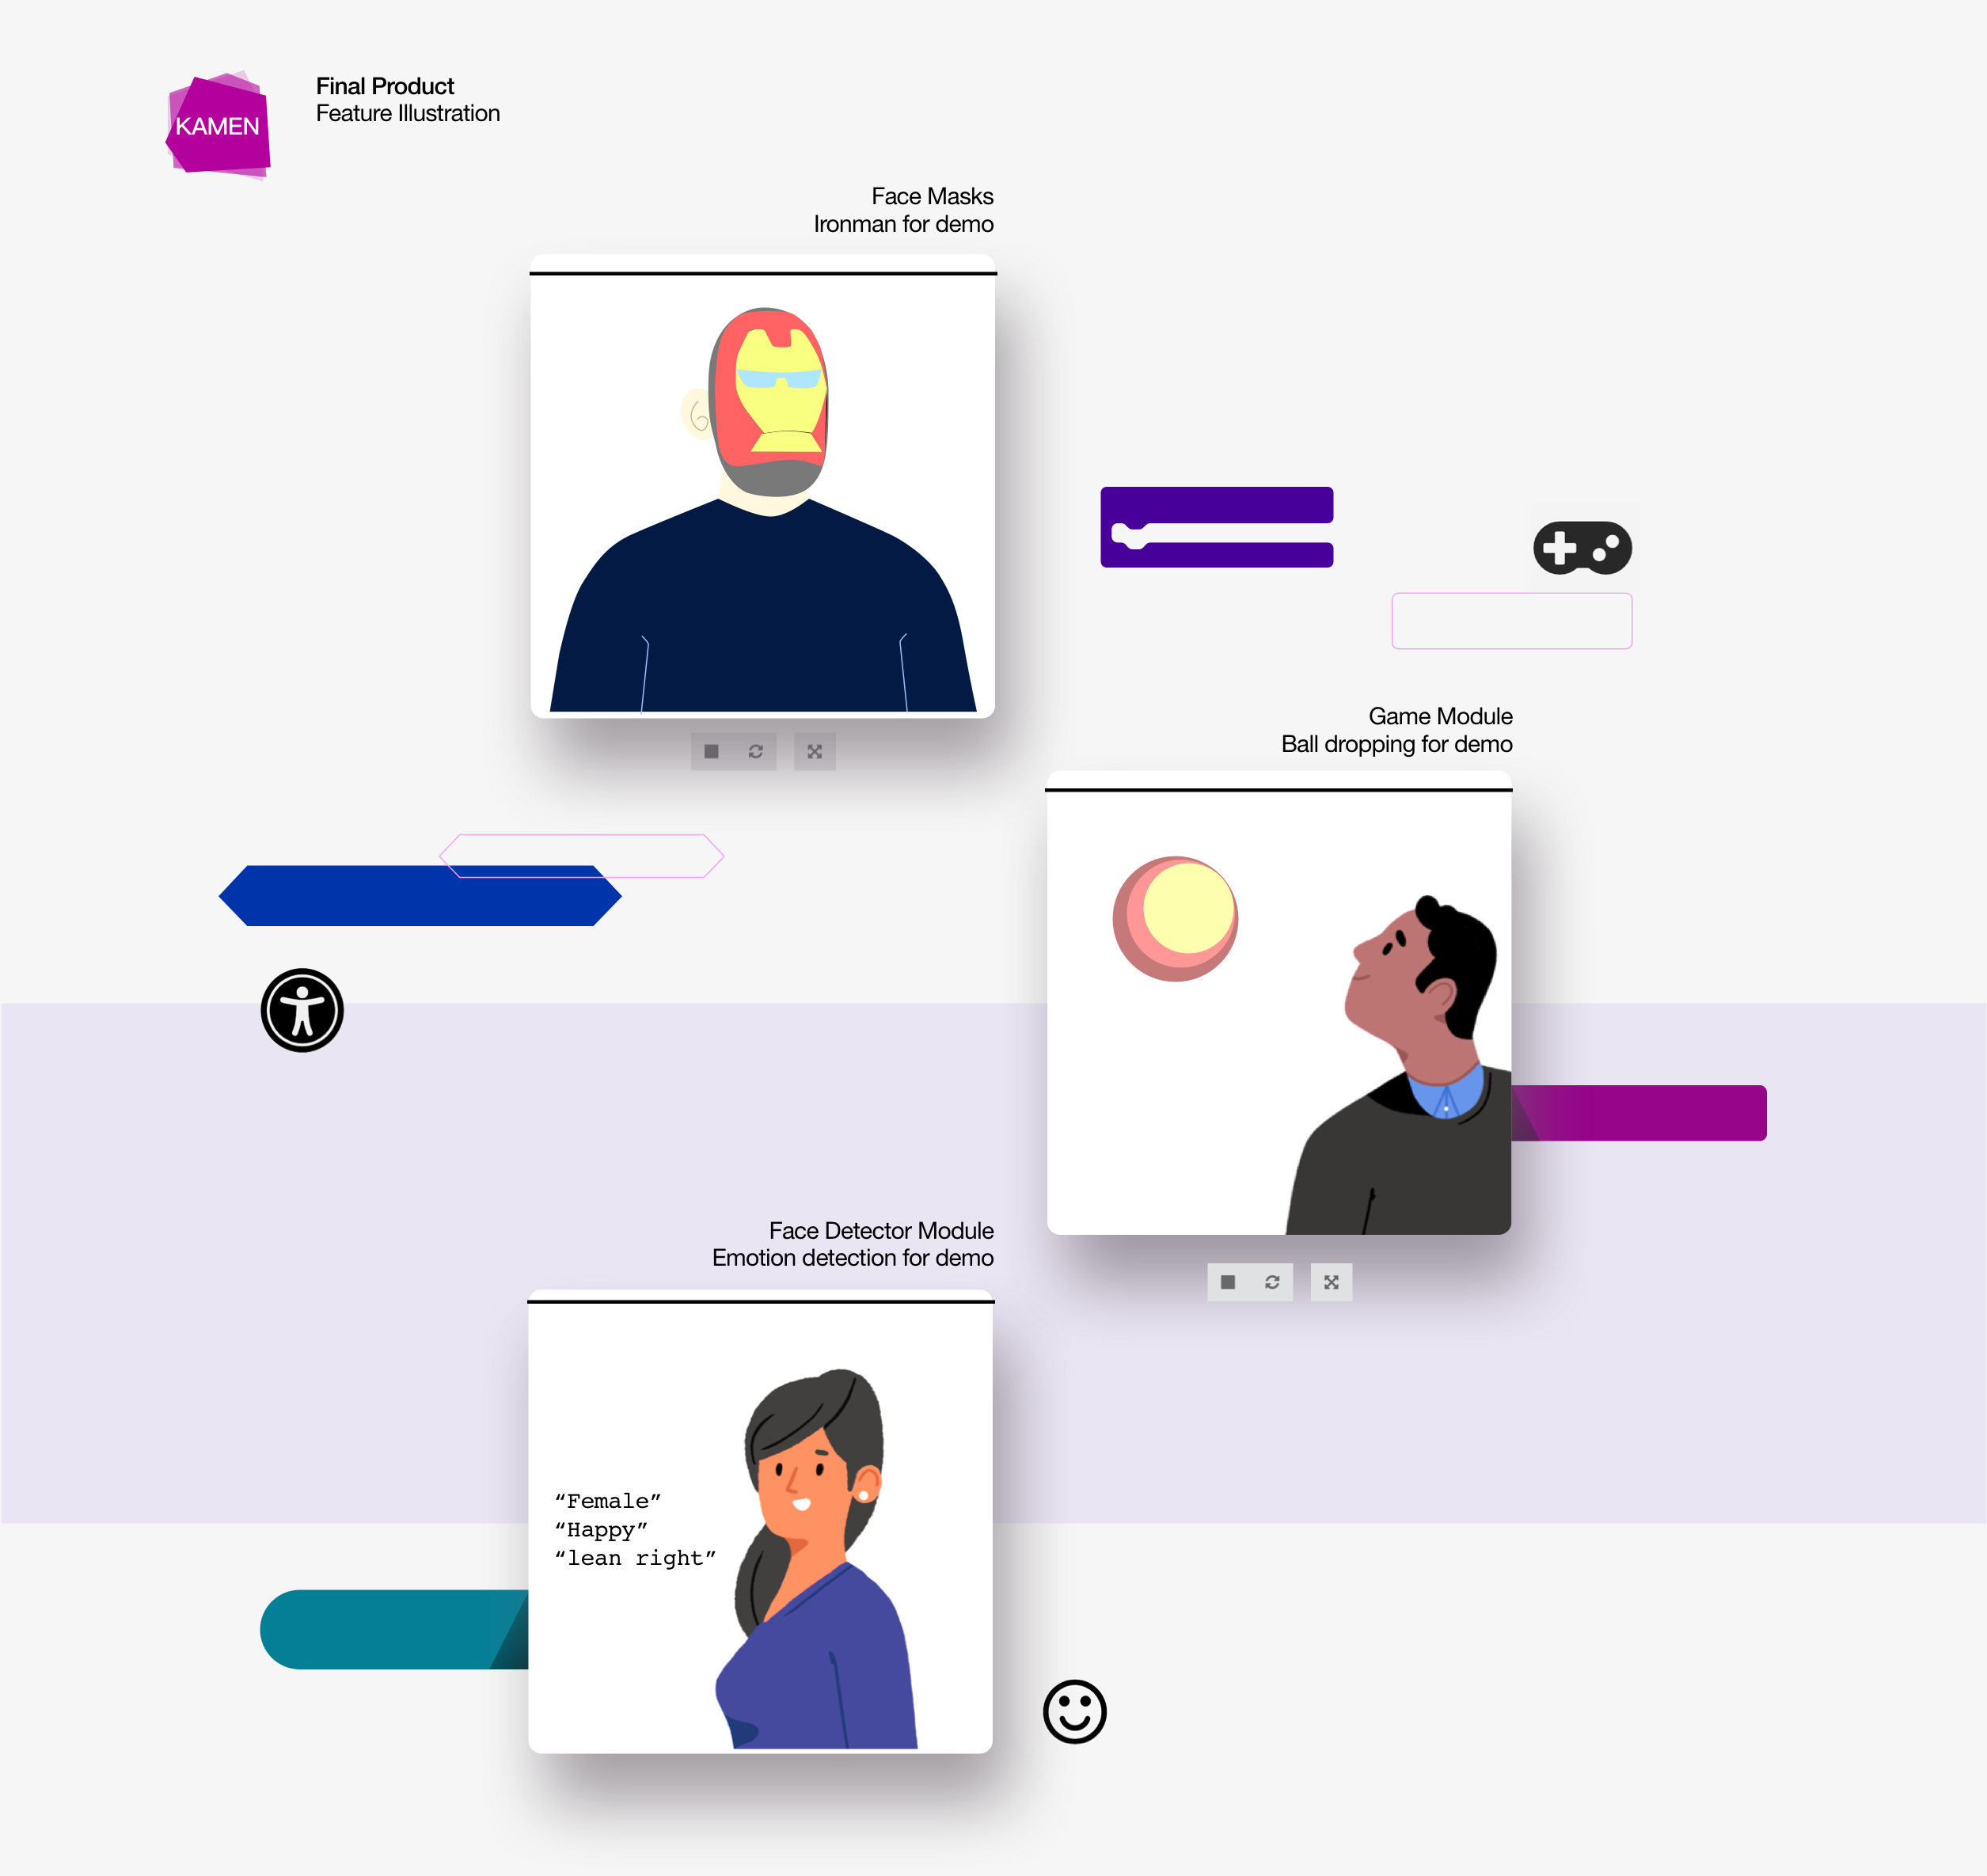 KAMEN
Final Product
Feature Illustration
Face Masks
Ironman for demo
Game Module
Ball dropping for demo
Face Detector Module
Emotion detection for demo
“Female”
“Happy”
“lean right”